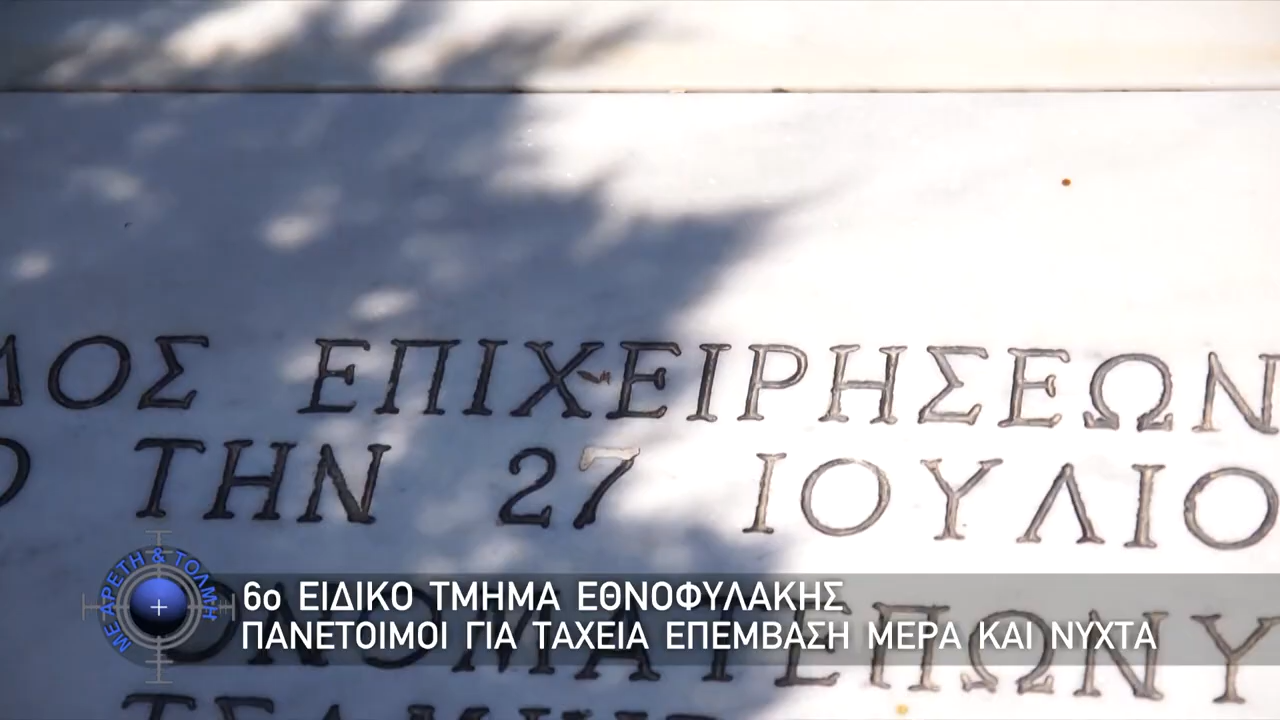 ΔΟΣ ΕΠΙΧΕΙΡΗΣΕΩΝ
Ο ΤΗΝ 27 ΙΟΥΛΙΟ
ΜΕ ΑΡΕΤΗ & ΤΟΛΜΗ
6ο ΕΙΔΙΚΟ ΤΜΗΜΑ ΕΘΝΟΦΥΛΑΚΗΣ
ΠΑΝΕΤΟΙΜΟΙ ΓΙΑ ΤΑΧΕΙΑ ΕΠΕΜΒΑΣΗ ΜΕΡΑ ΚΑΙ ΝΥΧΤΑ
ΟΝΟΜΑΤΕΠΩΝΥ